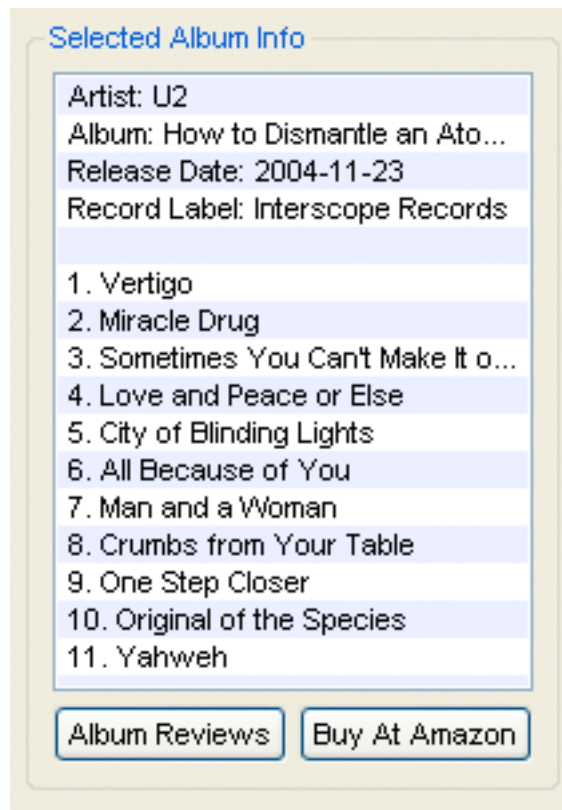 Selected Album Info
Artist: U2
Album: How to Dismantle an Ato...
Release Date: 2004-11-23
Record Label: Interscope Records
1. Vertigo
2. Miracle Drug
3. Sometimes You Can't Make It o...
4. Love and Peace or Else
5. City of Blinding Lights
6. All Because of You
7. Man and a Woman
8. Crumbs from Your Table
9. One Step Closer
10. Original of the Species
11. Yahweh
Album Reviews Buy At Amazon